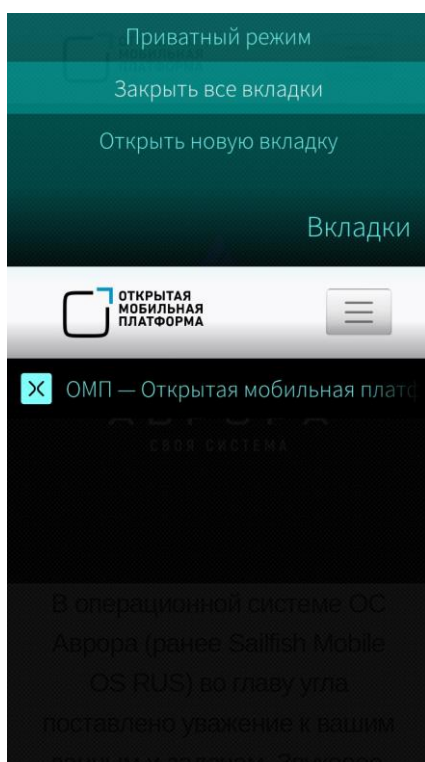 Приватный режим
Закрыть все вкладки
Открыть новую вкладку
Вкладки
ОТКРЫТАЯ
МОБИЛЬНАЯ
ПЛАТФОРМА
ОМП — Открытая мобильная платф
АВРОРА
СВОЯ СИСТЕМА
В операционной системе ОС
Аврора (ранее Sailfish Mobile
OS RUS) во главу угла
поставлено уважение к вашим